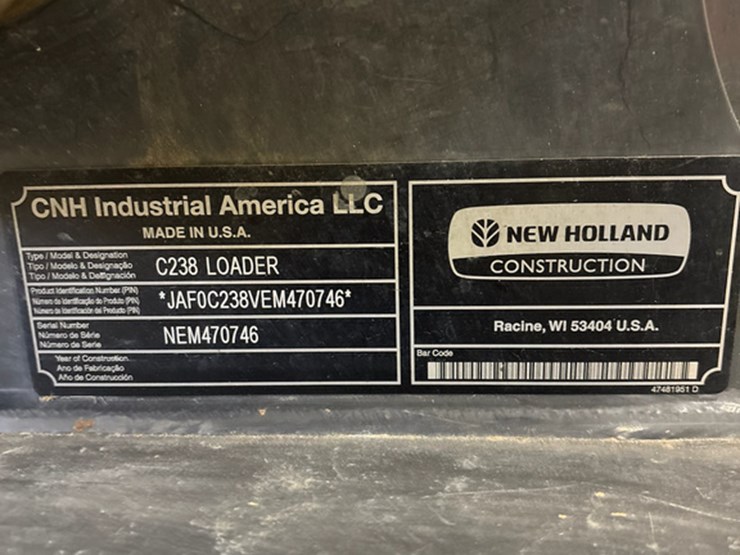 CNH Industrial America LLC
MADE IN U.S.A.
Type / Model & Designation
Tipo / Modelo & Designação
Tipo / Modelo & Designación
C238 LOADER
Product Identification Number (PIN)
Número de Identificação do Produto (PIN)
Número de Identificación del Producto (PIN)
*JAF0C238VEM470746*
Serial Number
Número de Série
Número de Serie
NEM470746
Year of Construction
Ano de Fabricação
Año de Construcción
NEW HOLLAND
CONSTRUCTION
Racine, WI 53404 U.S.A.
Bar Code
47481951 D